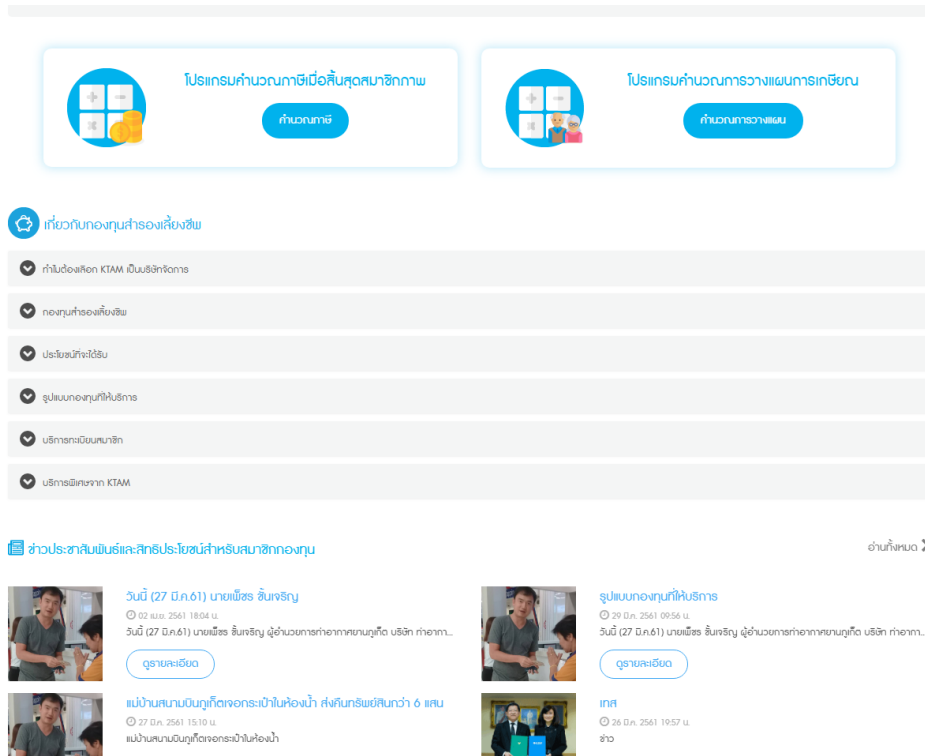 โปรแกรมคำนวณภาษีเมื่อสิ้นสุดสมาชิกภาพ
คำนวณภาษี
โปรแกรมคำนวณการวางแผนการเกษียณ
คำนวณการวางแผน
เกี่ยวกับกองทุนสำรองเลี้ยงชีพ
ทำไมต้องเลือก KTAM เป็นบริษัทจัดการ
กองทุนสำรองเลี้ยงชีพ
ประโยชน์ที่จะได้รับ
รูปแบบกองทุนที่ให้บริการ
บริการทะเบียนสมาชิก
บริการพิเศษจาก KTAM
ข่าวประชาสัมพันธ์และสิทธิประโยชน์สำหรับสมาชิกกองทุน
อ่านทั้งหมด
วันนี้ (27 มี.ค.61) นายเพ็ชร ชั้นเจริญ
02 เม.ย. 2561 18:04 น.
วันนี้ (27 มี.ค.61) นายเพ็ชร ชั้นเจริญ ผู้อำนวยการท่าอากาศยานภูเก็ต บริษัท ท่าอากา...
ดูรายละเอียด
รูปแบบกองทุนที่ให้บริการ
29 มี.ค. 2561 09:56 น.
วันนี้ (27 มี.ค.61) นายเพ็ชร ชั้นเจริญ ผู้อำนวยการท่าอากาศยานภูเก็ต บริษัท ท่าอากา...
ดูรายละเอียด
แม่บ้านสนามบินภูเก็ตเจอกระเป๋าในห้องน้ำ ส่งคืนทรัพย์สินกว่า 6 แสน
27 มี.ค. 2561 15:10 น.
แม่บ้านสนามบินภูเก็ตเจอกระเป๋าในห้องน้ำ
เทส
26 มี.ค. 2561 19:57 น.
ข่าว